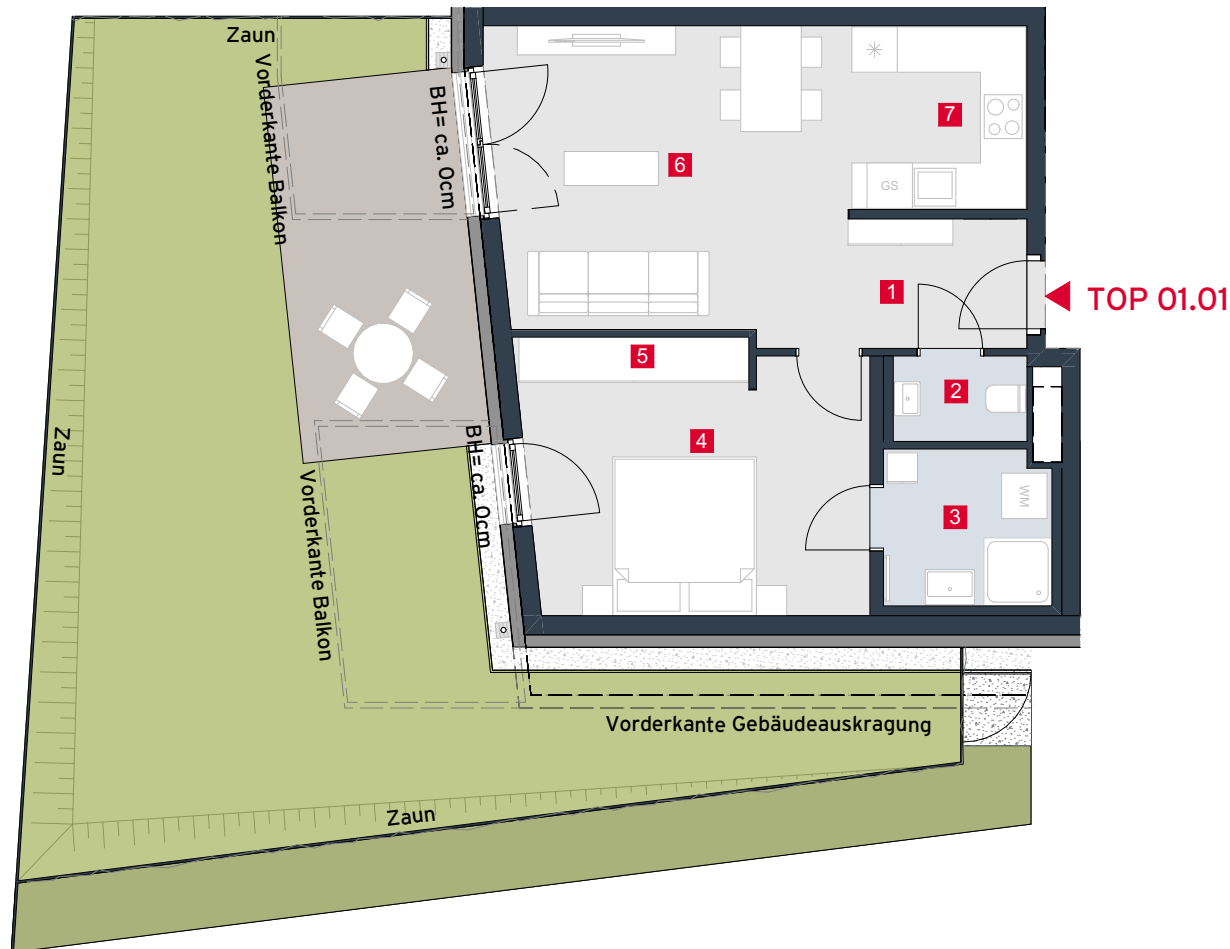 Zaun
Vorderkante Balkon
BH= ca. 0cm
7
6
GS
1
TOP 01.01
5
2
4
Zaun
BH= ca. 0cm
Vorderkante Balkon
WM
3
Vorderkante Gebäudeauskragung
Zaun